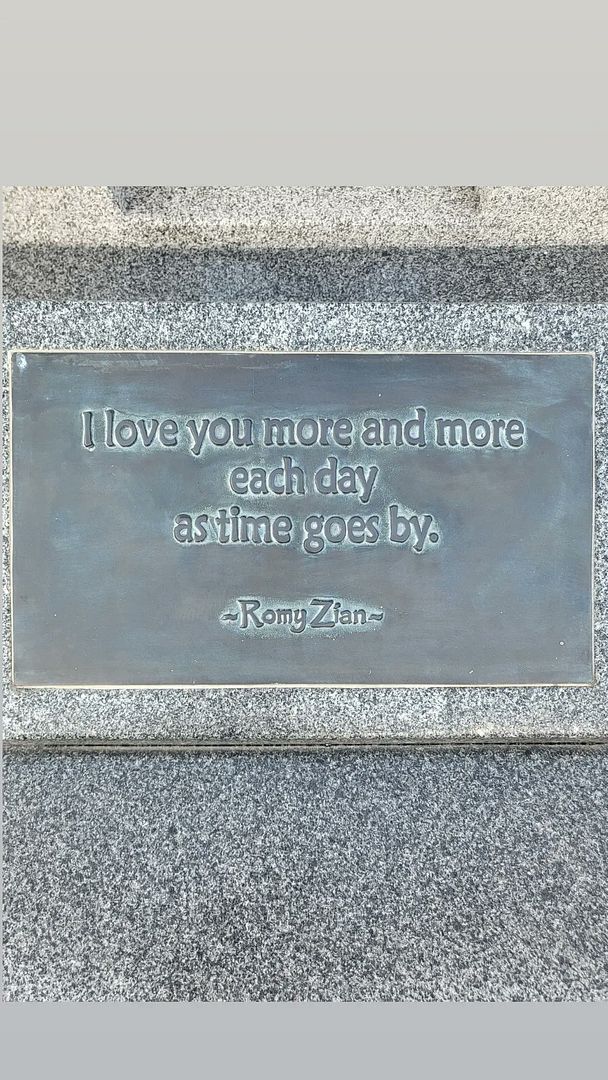 I love you more and more
each day
as time goes by.
~Romy Zian~